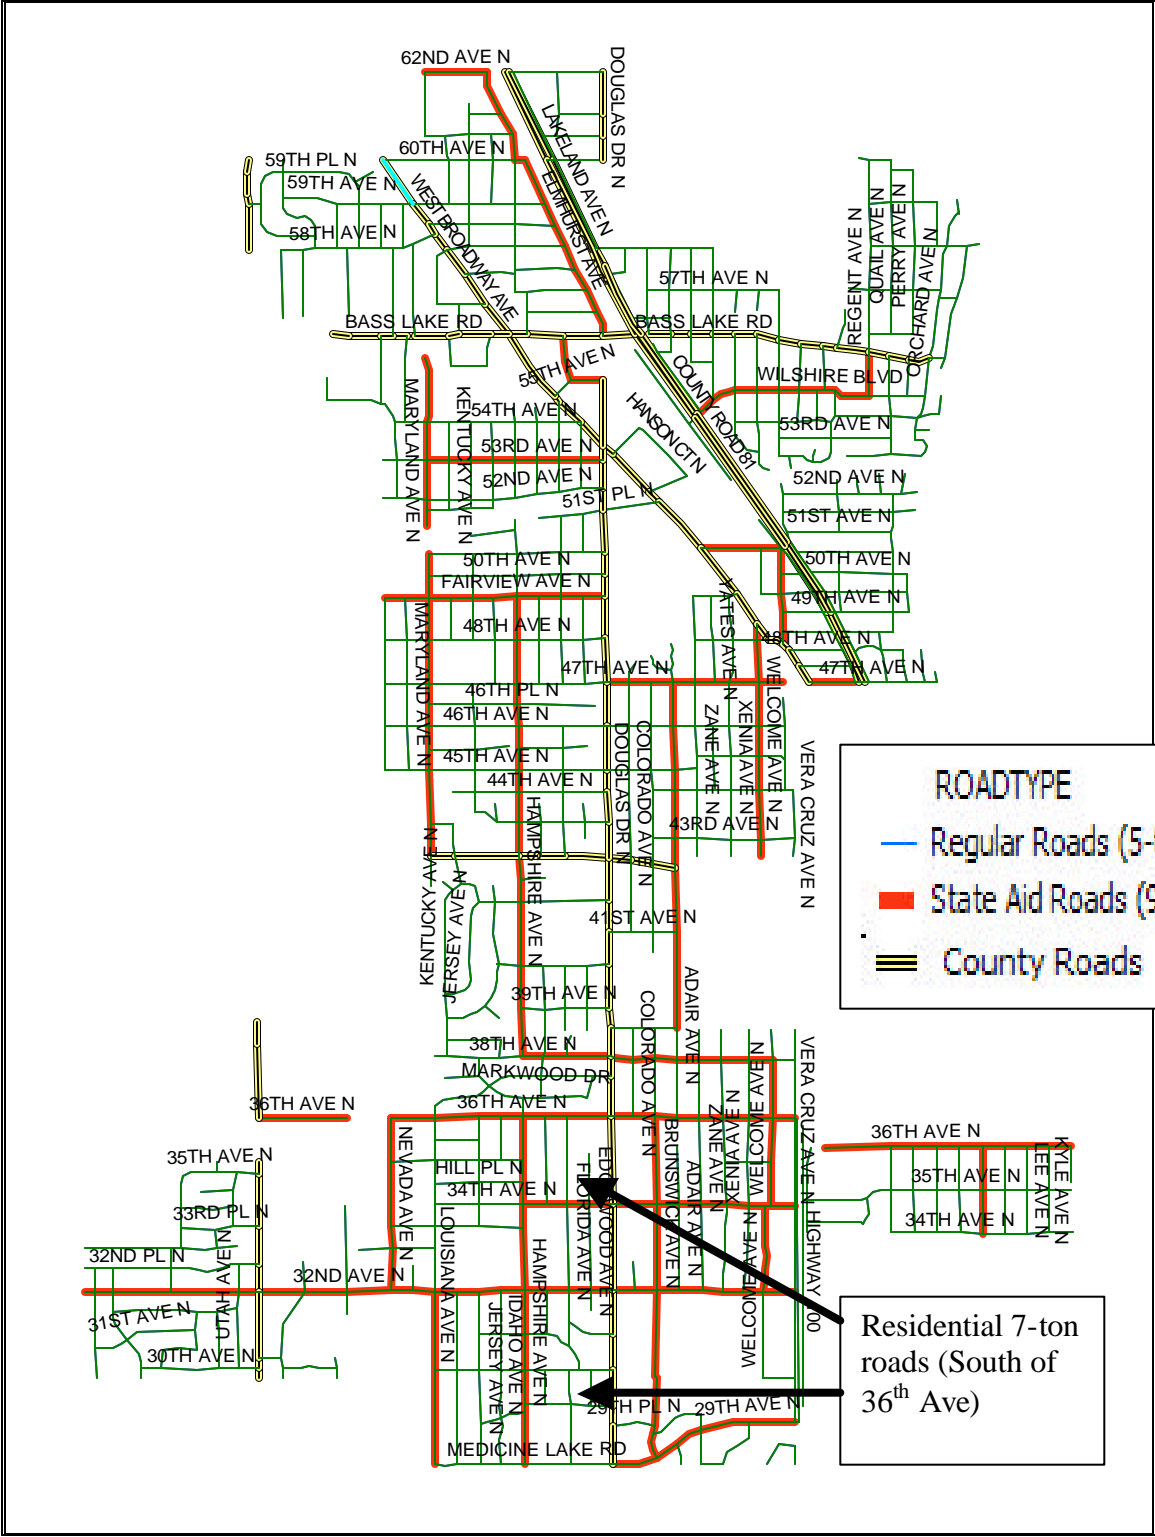 62ND AVE N
DOUGLAS DR N
LAKELAND AVE N
60TH AVE N
59TH PL N
59TH AVE N
ELMHURST AVE
WEST BROADWAY AVE
58TH AVE N
REGENT AVE N
QUAIL AVE N
PERRY AVE N
ORCHARD AVE N
57TH AVE N
BASS LAKE RD
BASS LAKE RD
55TH AVE N
COUNTY ROAD 81
WILSHIRE BLVD
MARYLAND AVE N
KENTUCKY AVE N
54TH AVE N
HANSON CT N
53RD AVE N
53RD AVE N
52ND AVE N
52ND AVE N
51ST PL N
51ST AVE N
50TH AVE N
50TH AVE N
FAIRVIEW AVE N
YATES AVE N
49TH AVE N
MARYLAND AVE N
48TH AVE N
48TH AVE N
47TH AVE N
WELCOME AVE N
47TH AVE N
46TH PL N
46TH AVE N
ZANE AVE N
XENIA AVE N
DOUGLAS DR N
COLORADO AVE N
45TH AVE N
VERA CRUZ AVE N
44TH AVE N
HAMPSHIRE AVE N
43RD AVE N
KENTUCKY AVE N
JERSEY AVE N
41ST AVE N
ROADTYPE
Regular Roads (5-
State Aid Roads (9
County Roads
39TH AVE N
ADAIR AVE N
COLORADO AVE N
38TH AVE N
MARKWOOD DR
WELCOME AVE N
VERA CRUZ AVE N
36TH AVE N
36TH AVE N
ZANE AVE N
XENIA AVE N
36TH AVE N
KYLE AVE N
LEE AVE N
NEVADA AVE N
35TH AVE N
HILL PL N
FLORIDA AVE N
EDGEWOOD AVE N
BRUNSWICK AVE N
ADAIR AVE N
35TH AVE N
34TH AVE N
33RD PL N
34TH AVE N
LOUISIANA AVE N
WELCOME AVE N
HIGHWAY 100
UTAH AVE N
32ND PL N
HAMPSHIRE AVE N
32ND AVE N
31ST AVE N
IDAHO AVE N
JERSEY AVE N
30TH AVE N
29TH PL N
29TH AVE N
MEDICINE LAKE RD
Residential 7-ton
roads (South of
36th Ave)